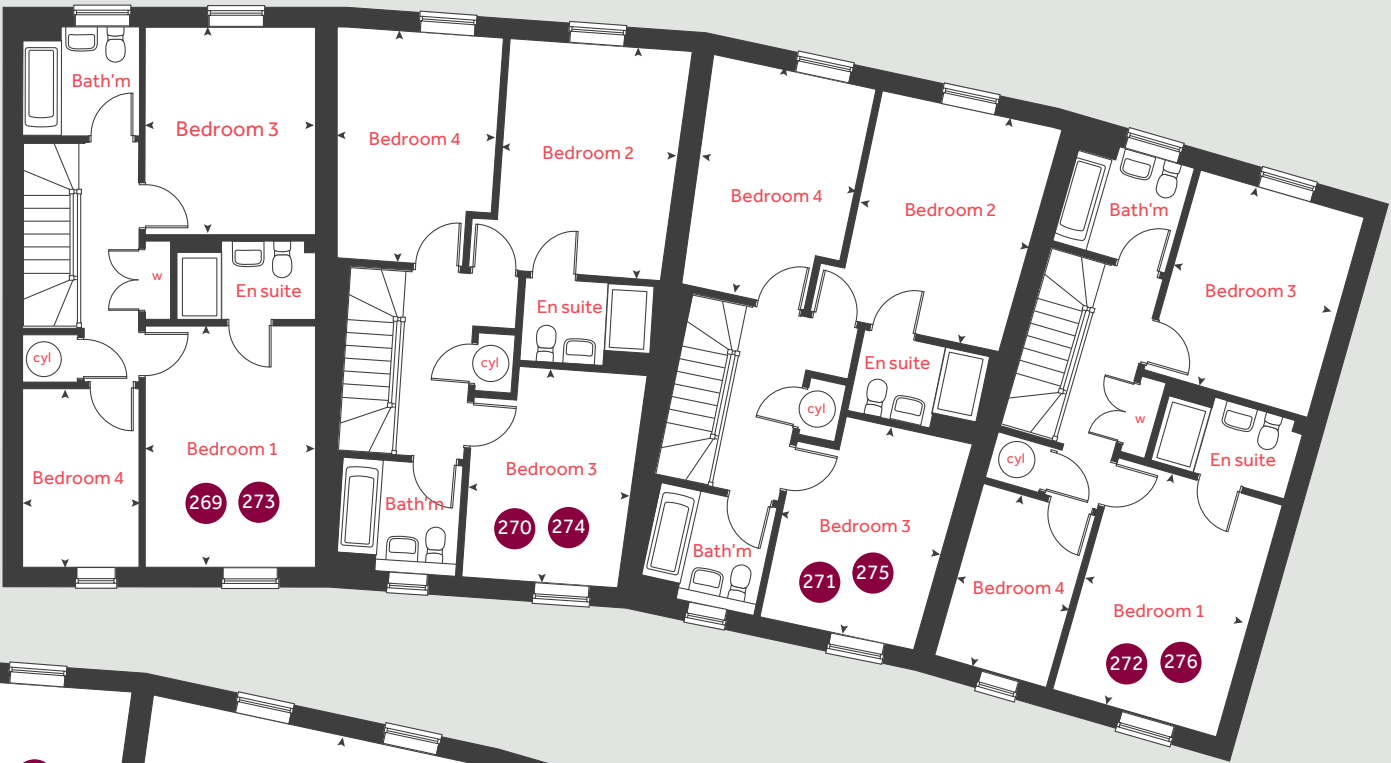 Bath'm
Bedroom 3
w
En suite
cyl
Bedroom 4
Bedroom 1
269
273
Bedroom 4
Bedroom 2
En suite
cyl
Bath'm
Bedroom 3
270
274
Bedroom 4
Bedroom 2
En suite
cyl
Bath'm
Bedroom 3
271
275
Bath'm
Bedroom 3
w
cyl
En suite
Bedroom 4
Bedroom 1
272
276